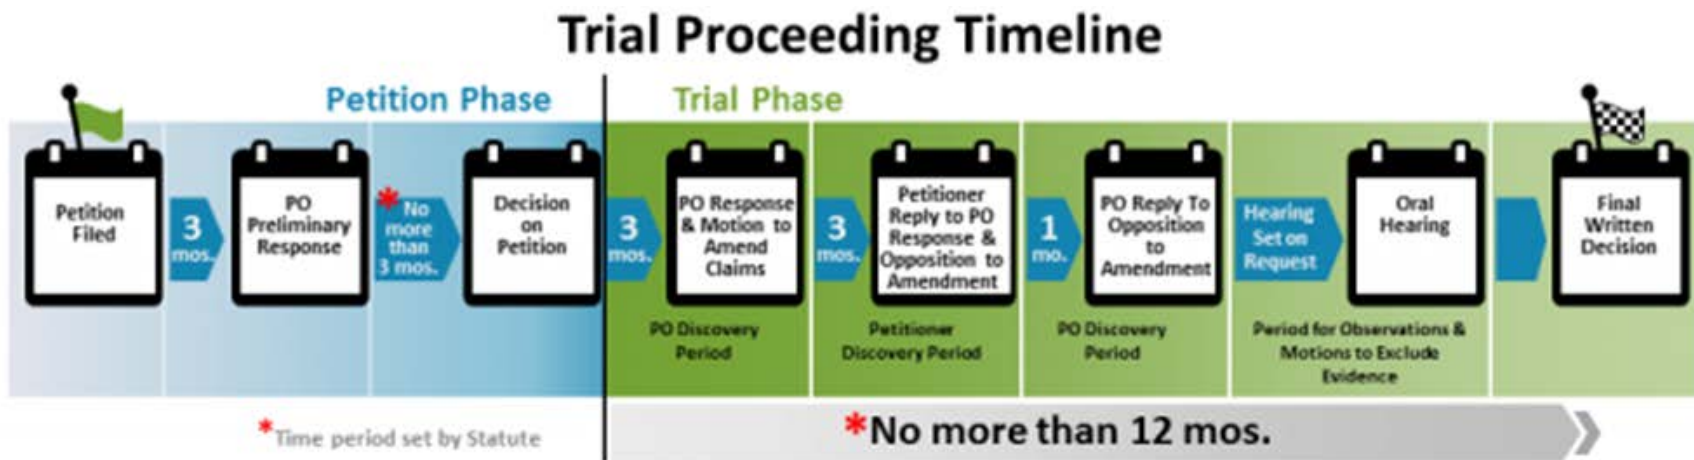 Trial Proceeding Timeline
Petition Phase
Trial Phase
Petition
Filed
3
mos.
PO
Preliminary
Response
*No
more
than
3 mos.
Decision
on
Petition
3
mos.
PO Response
& Motion to
Amend
Claims
3
mos.
Petitioner
Reply to PO
Response &
Opposition to
Amendment
1
mo.
PO Reply To
Opposition
to
Amendment
Hearing
Set on
Request
Oral
Hearing
Final
Written
Decision
PO Discovery
Period
Petitioner
Discovery Period
PO Discovery
Period
Period for Observations &
Motions to Exclude
Evidence
*Time period set by Statute
*No more than 12 mos.